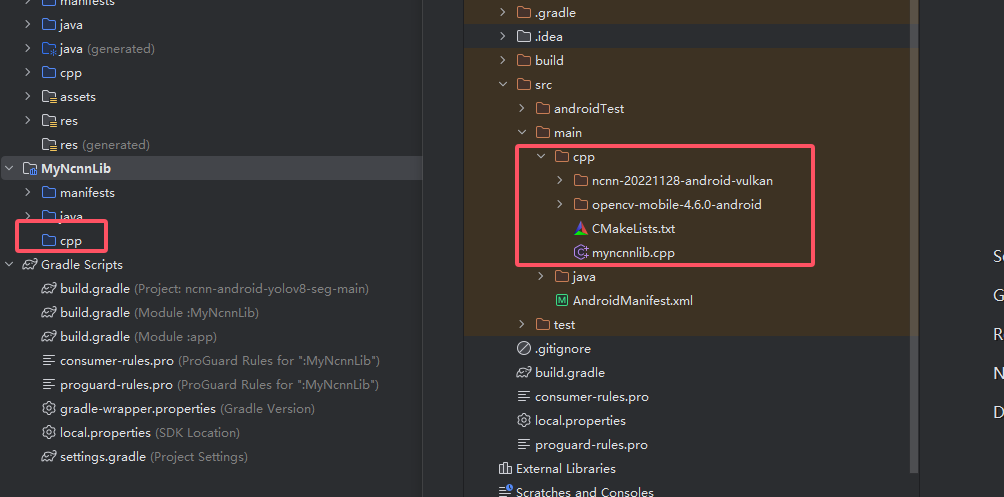 manifests
java
java (generated)
cpp
assets
res
res (generated)
MyNcnnLib
manifests
java
cpp
Gradle Scripts
build.gradle (Project: ncnn-android-yolov8-seg-main)
build.gradle (Module :MyNcnnLib)
build.gradle (Module :app)
consumer-rules.pro (ProGuard Rules for ":MyNcnnLib")
proguard-rules.pro (ProGuard Rules for ":MyNcnnLib")
gradle-wrapper.properties (Gradle Version)
local.properties (SDK Location)
settings.gradle (Project Settings)
.gradle
.idea
build
src
androidTest
main
cpp
ncnn-20221128-android-vulkan
opencv-mobile-4.6.0-android
CMakeLists.txt
myncnnlib.cpp
java
AndroidManifest.xml
test
.gitignore
build.gradle
consumer-rules.pro
local.properties
proguard-rules.pro
External Libraries
Scratches and Consoles